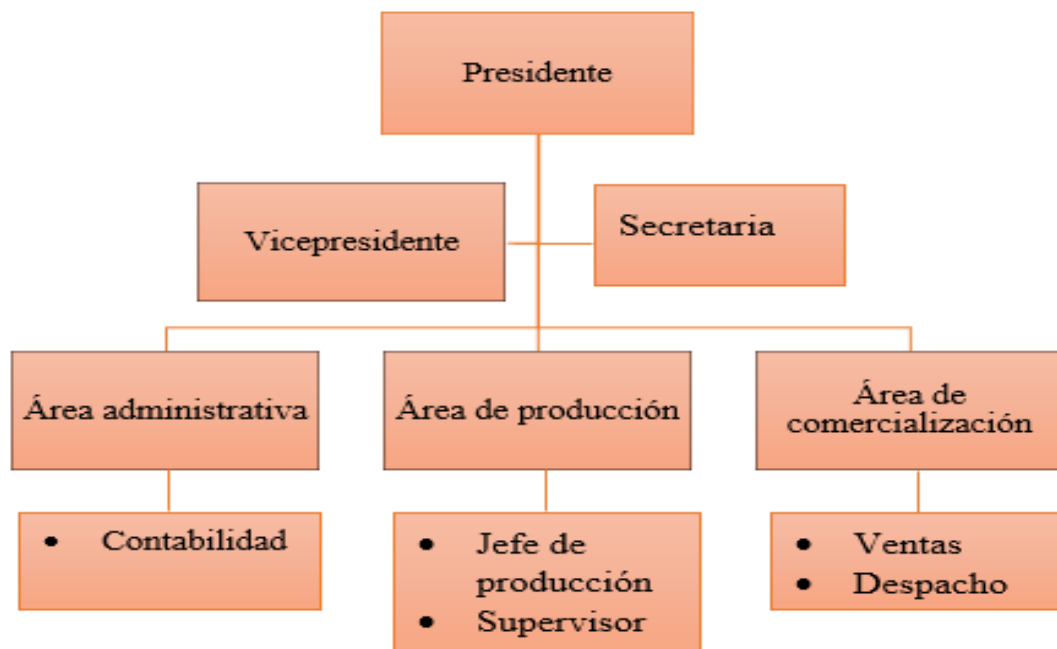 Presidente
Vicepresidente
Secretaria
Área administrativa
Área de producción
Área de
comercialización
• Contabilidad
• Jefe de
producción
• Supervisor
• Ventas
• Despacho